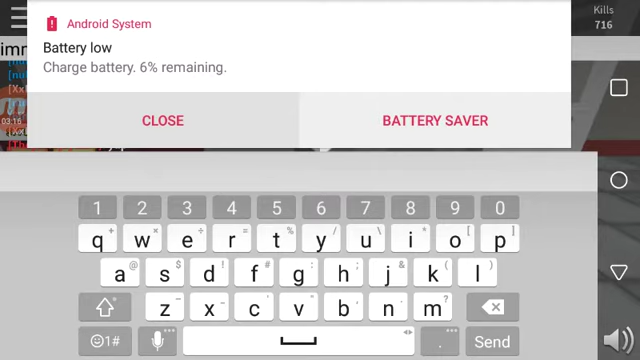 Android System
Battery low
Charge battery. 6% remaining.
CLOSE
BATTERY SAVER
Kills
716
imr
03:16
1 2 3 4 5 6 7 8 9 0
q w e r t y u i o p
a s d f g h j k l
z x c v b n m
1#
Send